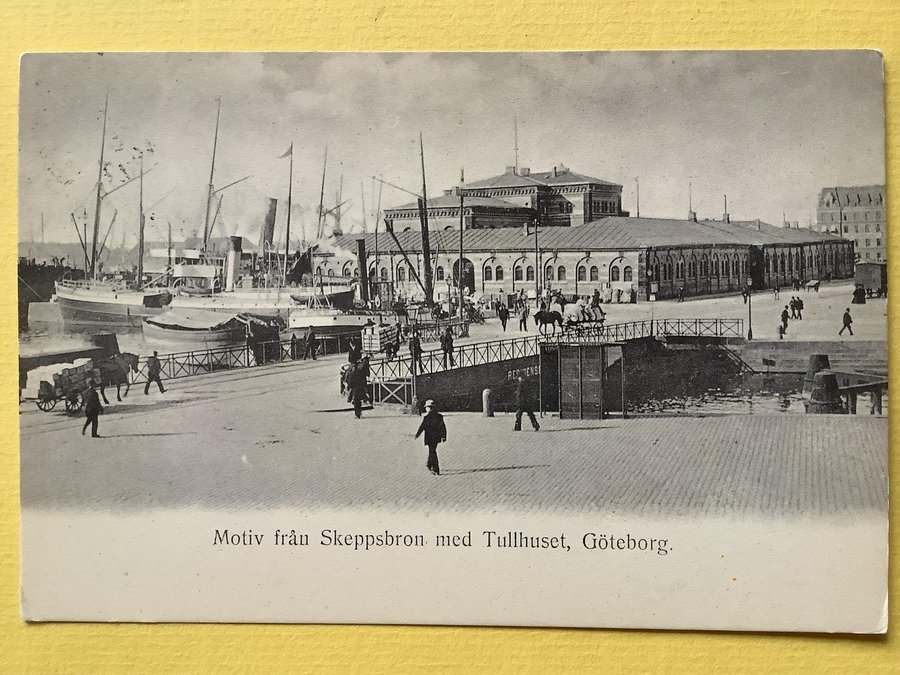 Motiv från Skeppsbron med Tullhuset, Göteborg.